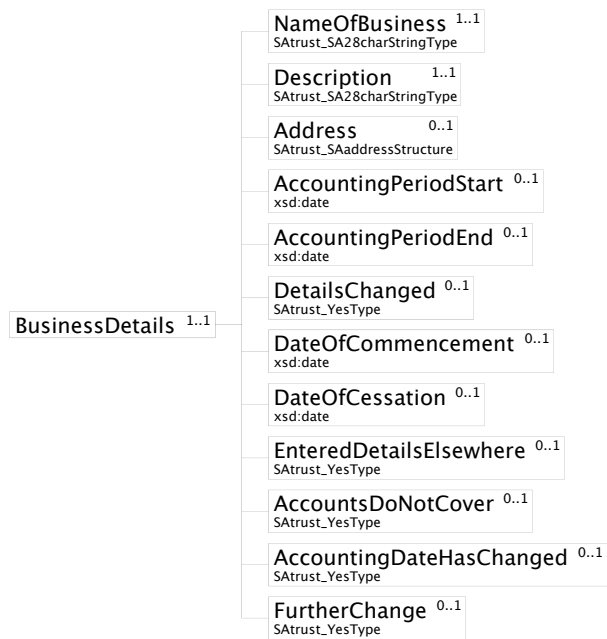 NameOfBusiness 1..1
SAtrust_SA28charStringType
Description 1..1
SAtrust_SA28charStringType
Address 0..1
SAtrust_SAaddressStructure
AccountingPeriodStart 0..1
xsd:date
AccountingPeriodEnd 0..1
xsd:date
DetailsChanged 0..1
SAtrust_YesType
BusinessDetails 1..1
DateOfCommencement 0..1
xsd:date
DateOfCessation 0..1
xsd:date
EnteredDetailsElsewhere 0..1
SAtrust_YesType
AccountsDoNotCover 0..1
SAtrust_YesType
AccountingDateHasChanged 0..1
SAtrust_YesType
FurtherChange 0..1
SAtrust_YesType